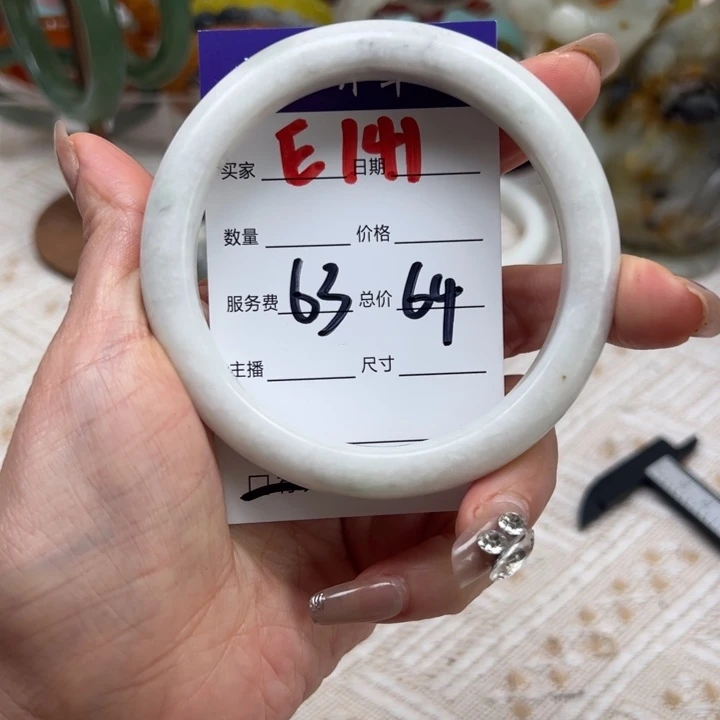 买家 E141 日期
数量 价格
服务费 63 总价 64
主播 尺寸